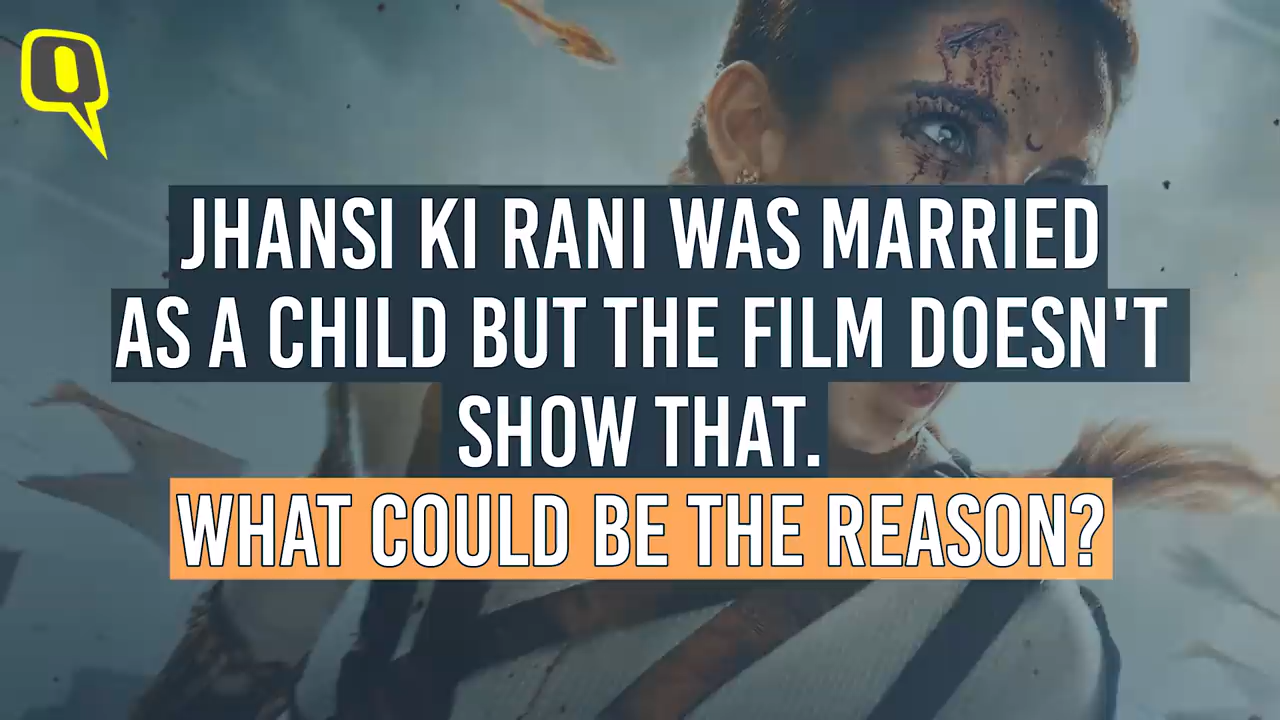 JHANSI KI RANI WAS MARRIED
AS A CHILD BUT THE FILM DOESN'T
SHOW THAT.
WHAT COULD BE THE REASON?